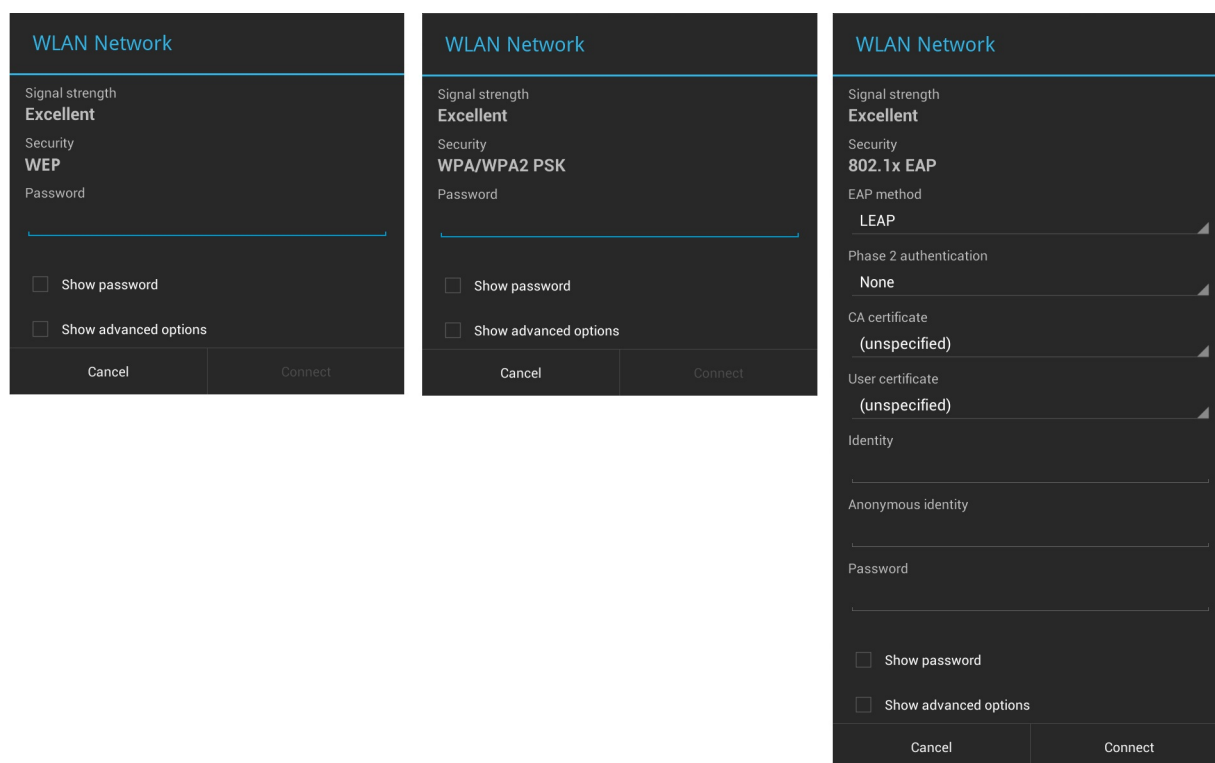 WLAN Network
Signal strength
Excellent
Security
WEP
Password
Show password
Show advanced options
Cancel
Connect
WLAN Network
Signal strength
Excellent
Security
WPA/WPA2 PSK
Password
Show password
Show advanced options
Cancel
Connect
WLAN Network
Signal strength
Excellent
Security
802.1x EAP
EAP method
LEAP
Phase 2 authentication
None
CA certificate
(unspecified)
User certificate
(unspecified)
Identity
Anonymous identity
Password
Show password
Show advanced options
Cancel
Connect